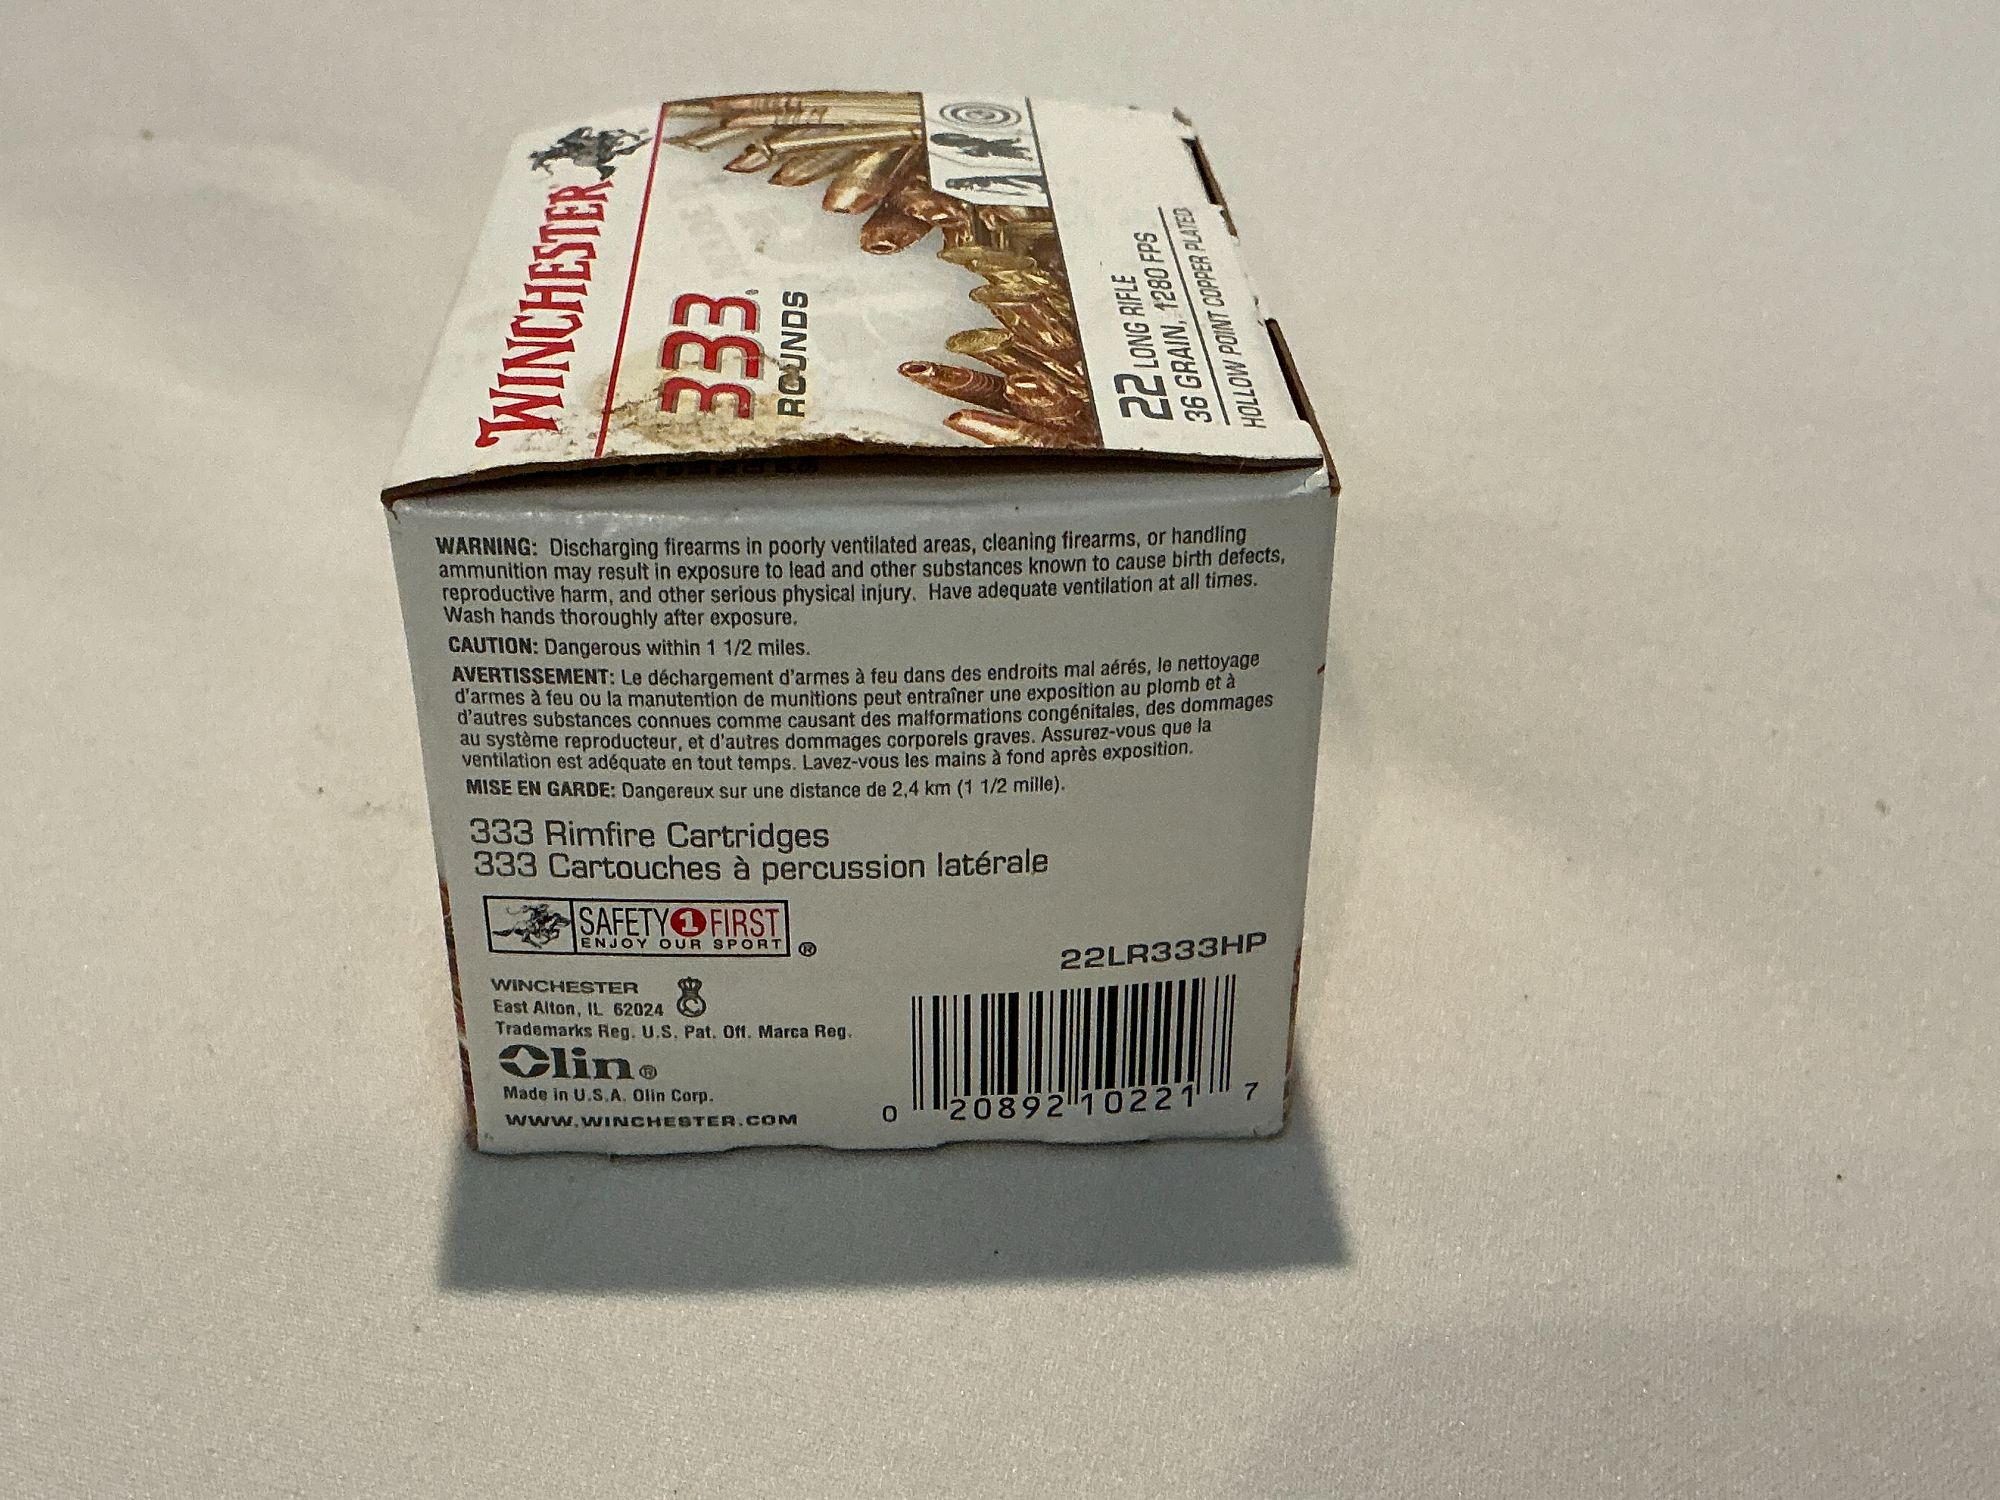 WINCHESTER
333
ROUNDS
22 LONG RIFLE
36 GRAIN, 1280 FPS
HOLLOW POINT COPPER PLATED
WARNING: Discharging firearms in poorly ventilated areas, cleaning firearms, or handling
ammunition may result in exposure to lead and other substances known to cause birth defects,
reproductive harm, and other serious physical injury. Have adequate ventilation at all times.
Wash hands thoroughly after exposure.
CAUTION: Dangerous within 1 1/2 miles.
AVERTISSEMENT: Le déchargement d'armes à feu dans des endroits mal aérés, le nettoyage
d'armes à feu ou la manutention de munitions peut entraîner une exposition au plomb et à
d'autres substances connues comme causant des malformations congénitales, des dommages
au système reproducteur, et d'autres dommages corporels graves. Assurez-vous que la
ventilation est adéquate en tout temps. Lavez-vous les mains à fond après exposition.
MISE EN GARDE: Dangereux sur une distance de 2,4 km (1 1/2 mille).
333 Rimfire Cartridges
333 Cartouches à percussion latérale
SAFETY 1 FIRST
ENJOY OUR SPORT ®
22LR333HP
WINCHESTER
East Alton, IL 62024
Trademarks Reg. U.S. Pat. Off. Marca Reg.
Olin®
Made in U.S.A. Olin Corp.
WWW.WINCHESTER.COM
0 20892 10221 7